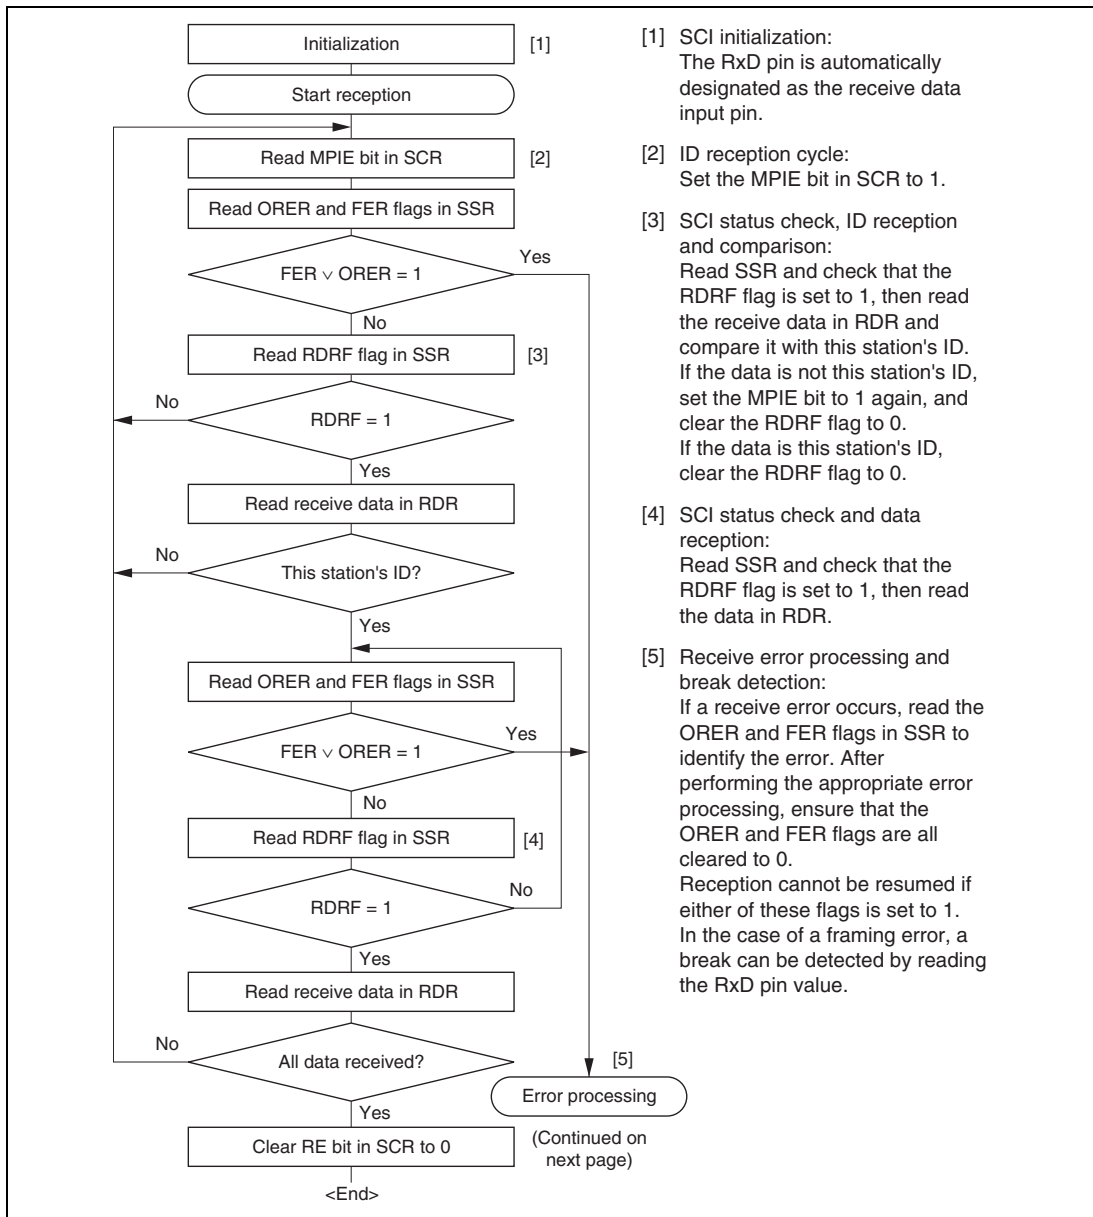 Initialization
[1]
Start reception
Read MPIE bit in SCR
[2]
Read ORER and FER flags in SSR
FER ∨ ORER = 1
Yes
No
Read RDRF flag in SSR
[3]
No
RDRF = 1
Yes
Read receive data in RDR
No
This station's ID?
Yes
Read ORER and FER flags in SSR
FER ∨ ORER = 1
Yes
No
Read RDRF flag in SSR
[4]
No
RDRF = 1
Yes
Read receive data in RDR
No
All data received?
[5]
Error processing
Yes
(Continued on
next page)
Clear RE bit in SCR to 0
<End>
[1] SCI initialization:
The RxD pin is automatically
designated as the receive data
input pin.
[2] ID reception cycle:
Set the MPIE bit in SCR to 1.
[3] SCI status check, ID reception
and comparison:
Read SSR and check that the
RDRF flag is set to 1, then read
the receive data in RDR and
compare it with this station's ID.
If the data is not this station's ID,
set the MPIE bit to 1 again, and
clear the RDRF flag to 0.
If the data is this station's ID,
clear the RDRF flag to 0.
[4] SCI status check and data
reception:
Read SSR and check that the
RDRF flag is set to 1, then read
the data in RDR.
[5] Receive error processing and
break detection:
If a receive error occurs, read the
ORER and FER flags in SSR to
identify the error. After
performing the appropriate error
processing, ensure that the
ORER and FER flags are all
cleared to 0.
Reception cannot be resumed if
either of these flags is set to 1.
In the case of a framing error, a
break can be detected by reading
the RxD pin value.